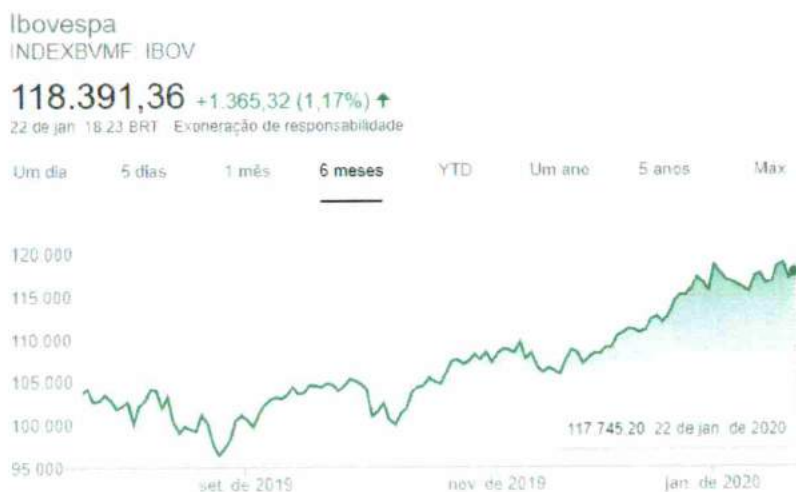 Ibovespa
INDEXBVMF: IBOV
118.391,36 +1.365,32 (1,17%) ↑
22 de jan 18:23 BRT Exoneração de responsabilidade
Um dia 5 dias 1 mês 6 meses YTD Um ano 5 anos Máx
120 000
115 000
110 000
105 000
100 000
117.745,20 22 de jan. de 2020
95 000
set. de 2019 nov. de 2019 jan. de 2020